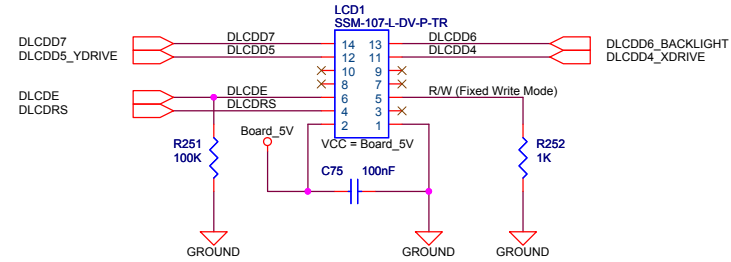 LCD1
SSM-107-L-DV-P-TR
DLCDD7 DLCDD7 14 13 DLCDD6 DLCDD6_BACKLIGHT
DLCDD5_YDRIVE DLCDD5 12 11 DLCDD4 DLCDD4_XDRIVE
10 9
8 7
DLCDE DLCDE 6 5 R/W (Fixed Write Mode)
DLCDRS DLCDRS 4 3
Board_5V 2 1
R251 VCC = Board_5V R252
100K 1K
C75 100nF
GROUND GROUND GROUND